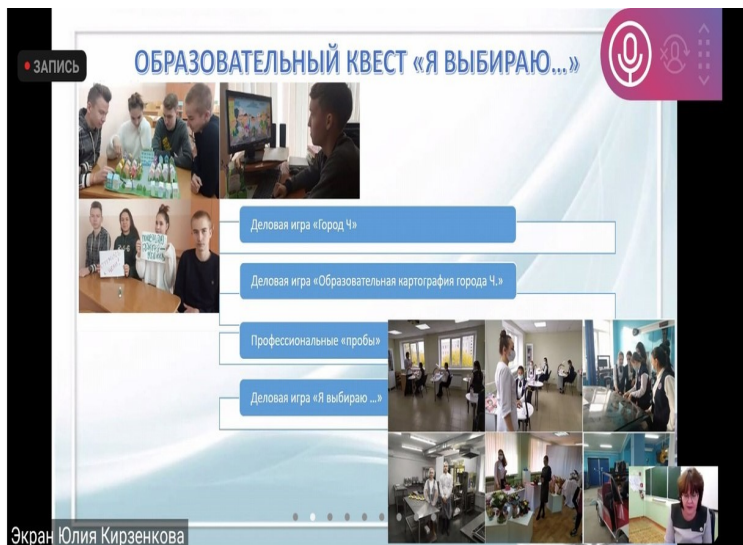 • ЗАПИСЬ
ОБРАЗОВАТЕЛЬНЫЙ КВЕСТ «Я ВЫБИРАЮ...»
Деловая игра «Город Ч»
Деловая игра «Образовательная картография города Ч.»
Профессиональные «пробы»
Деловая игра «Я выбираю ...»
Экран Юлия Кирзенкова